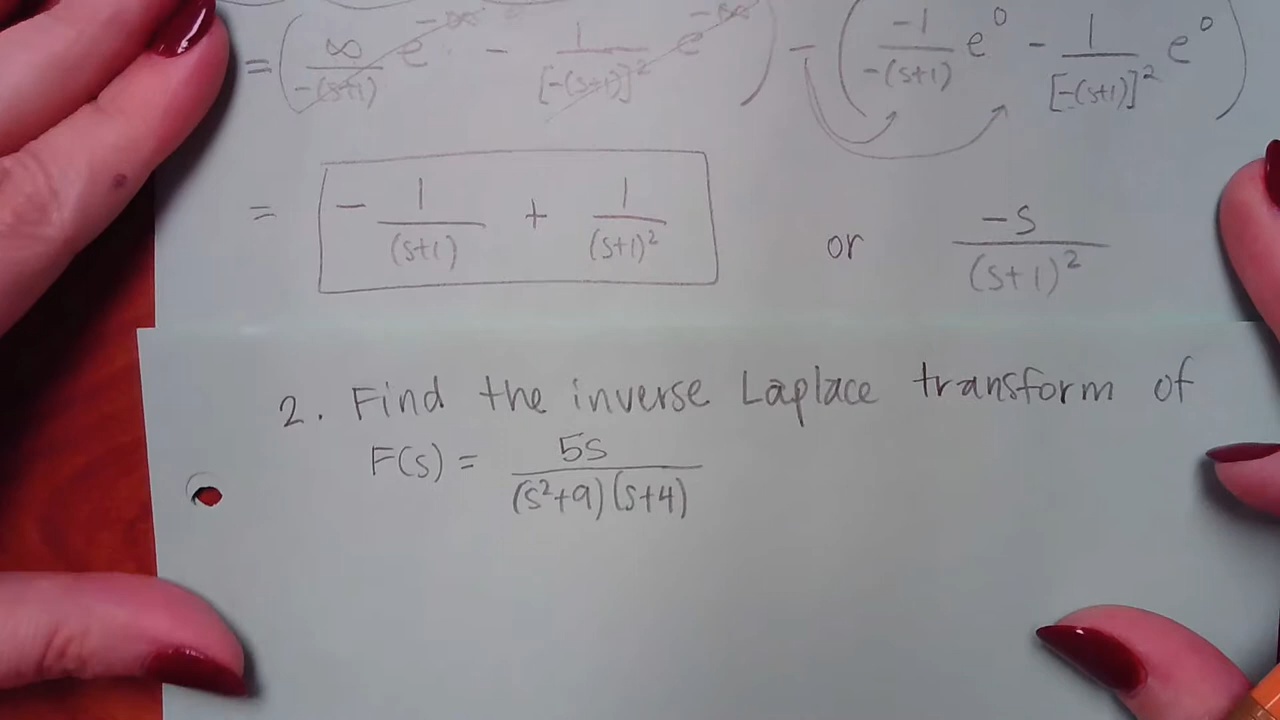 = (∞/-(s+1) e^-∞ - 1/[-(s+1)]² e^-∞) - (-1/-(s+1) e⁰ - 1/[-(s+1)]² e⁰)
= - 1/(s+1) + 1/(s+1)² or -s/(s+1)²
2. Find the inverse Laplace transform of
F(s) = 5s/(s²+9)(s+4)